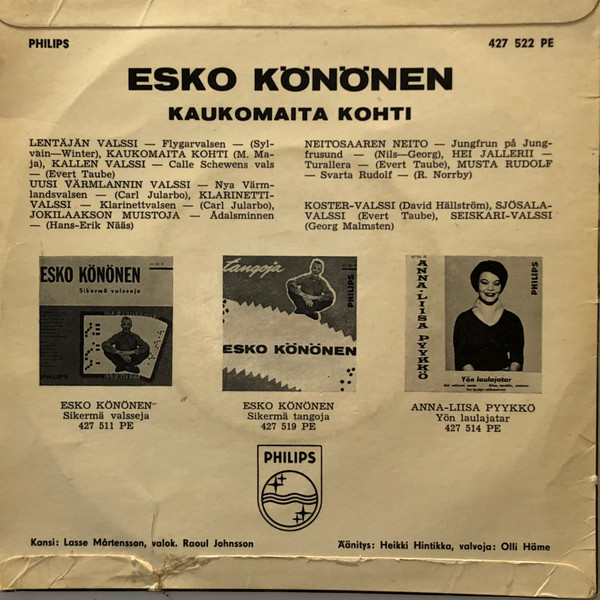 PHILIPS
427 522 PE
ESKO KÖNÖNEN
KAUKOMAITA KOHTI
LENTÄJÄN VALSSI — Flygarvalsen — (Syl-
vain—Winter), KAUKOMAITA KOHTI (M. Ma-
ja), KALLEN VALSSI — Calle Schewens vals
— (Evert Taube)
UUSI VÄRMLANNIN VALSSI — Nya Värm-
landsvalsen — (Carl Jularbo), KLARINETTI-
VALSSI — Klarinettvalsen — (Carl Jularbo),
JOKILAAKSON MUISTOJA — Ådalsminnen
— (Hans-Erik Nääs)
NEITOSAAREN NEITO — Jungfrun på Jung-
frusund — (Nils—Georg), HEI JALLERII —
Turallera — (Evert Taube), MUSTA RUDOLF
— Svarta Rudolf — (R. Norrby)
KOSTER-VALSSI (David Hällström), SJÖSALA-
VALSSI (Evert Taube), SEISKARI-VALSSI
(Georg Malmsten)
ESKO KÖNÖNEN
Sikermä valsseja
PHILIPS
tangoja
PHILIPS
ESKO KÖNÖNEN
ANNA-LIISA PYYKKÖ
PHILIPS
Yön laulajatar
ESKO KÖNÖNEN
Sikermä valsseja
427 511 PE
ESKO KÖNÖNEN
Sikermä tangoja
427 519 PE
ANNA-LIISA PYYKKÖ
Yön laulajatar
427 514 PE
PHILIPS
Kansi: Lasse Mårtensson, valok. Raoul Johnsson
Äänitys: Heikki Hintikka, valvoja: Olli Häme